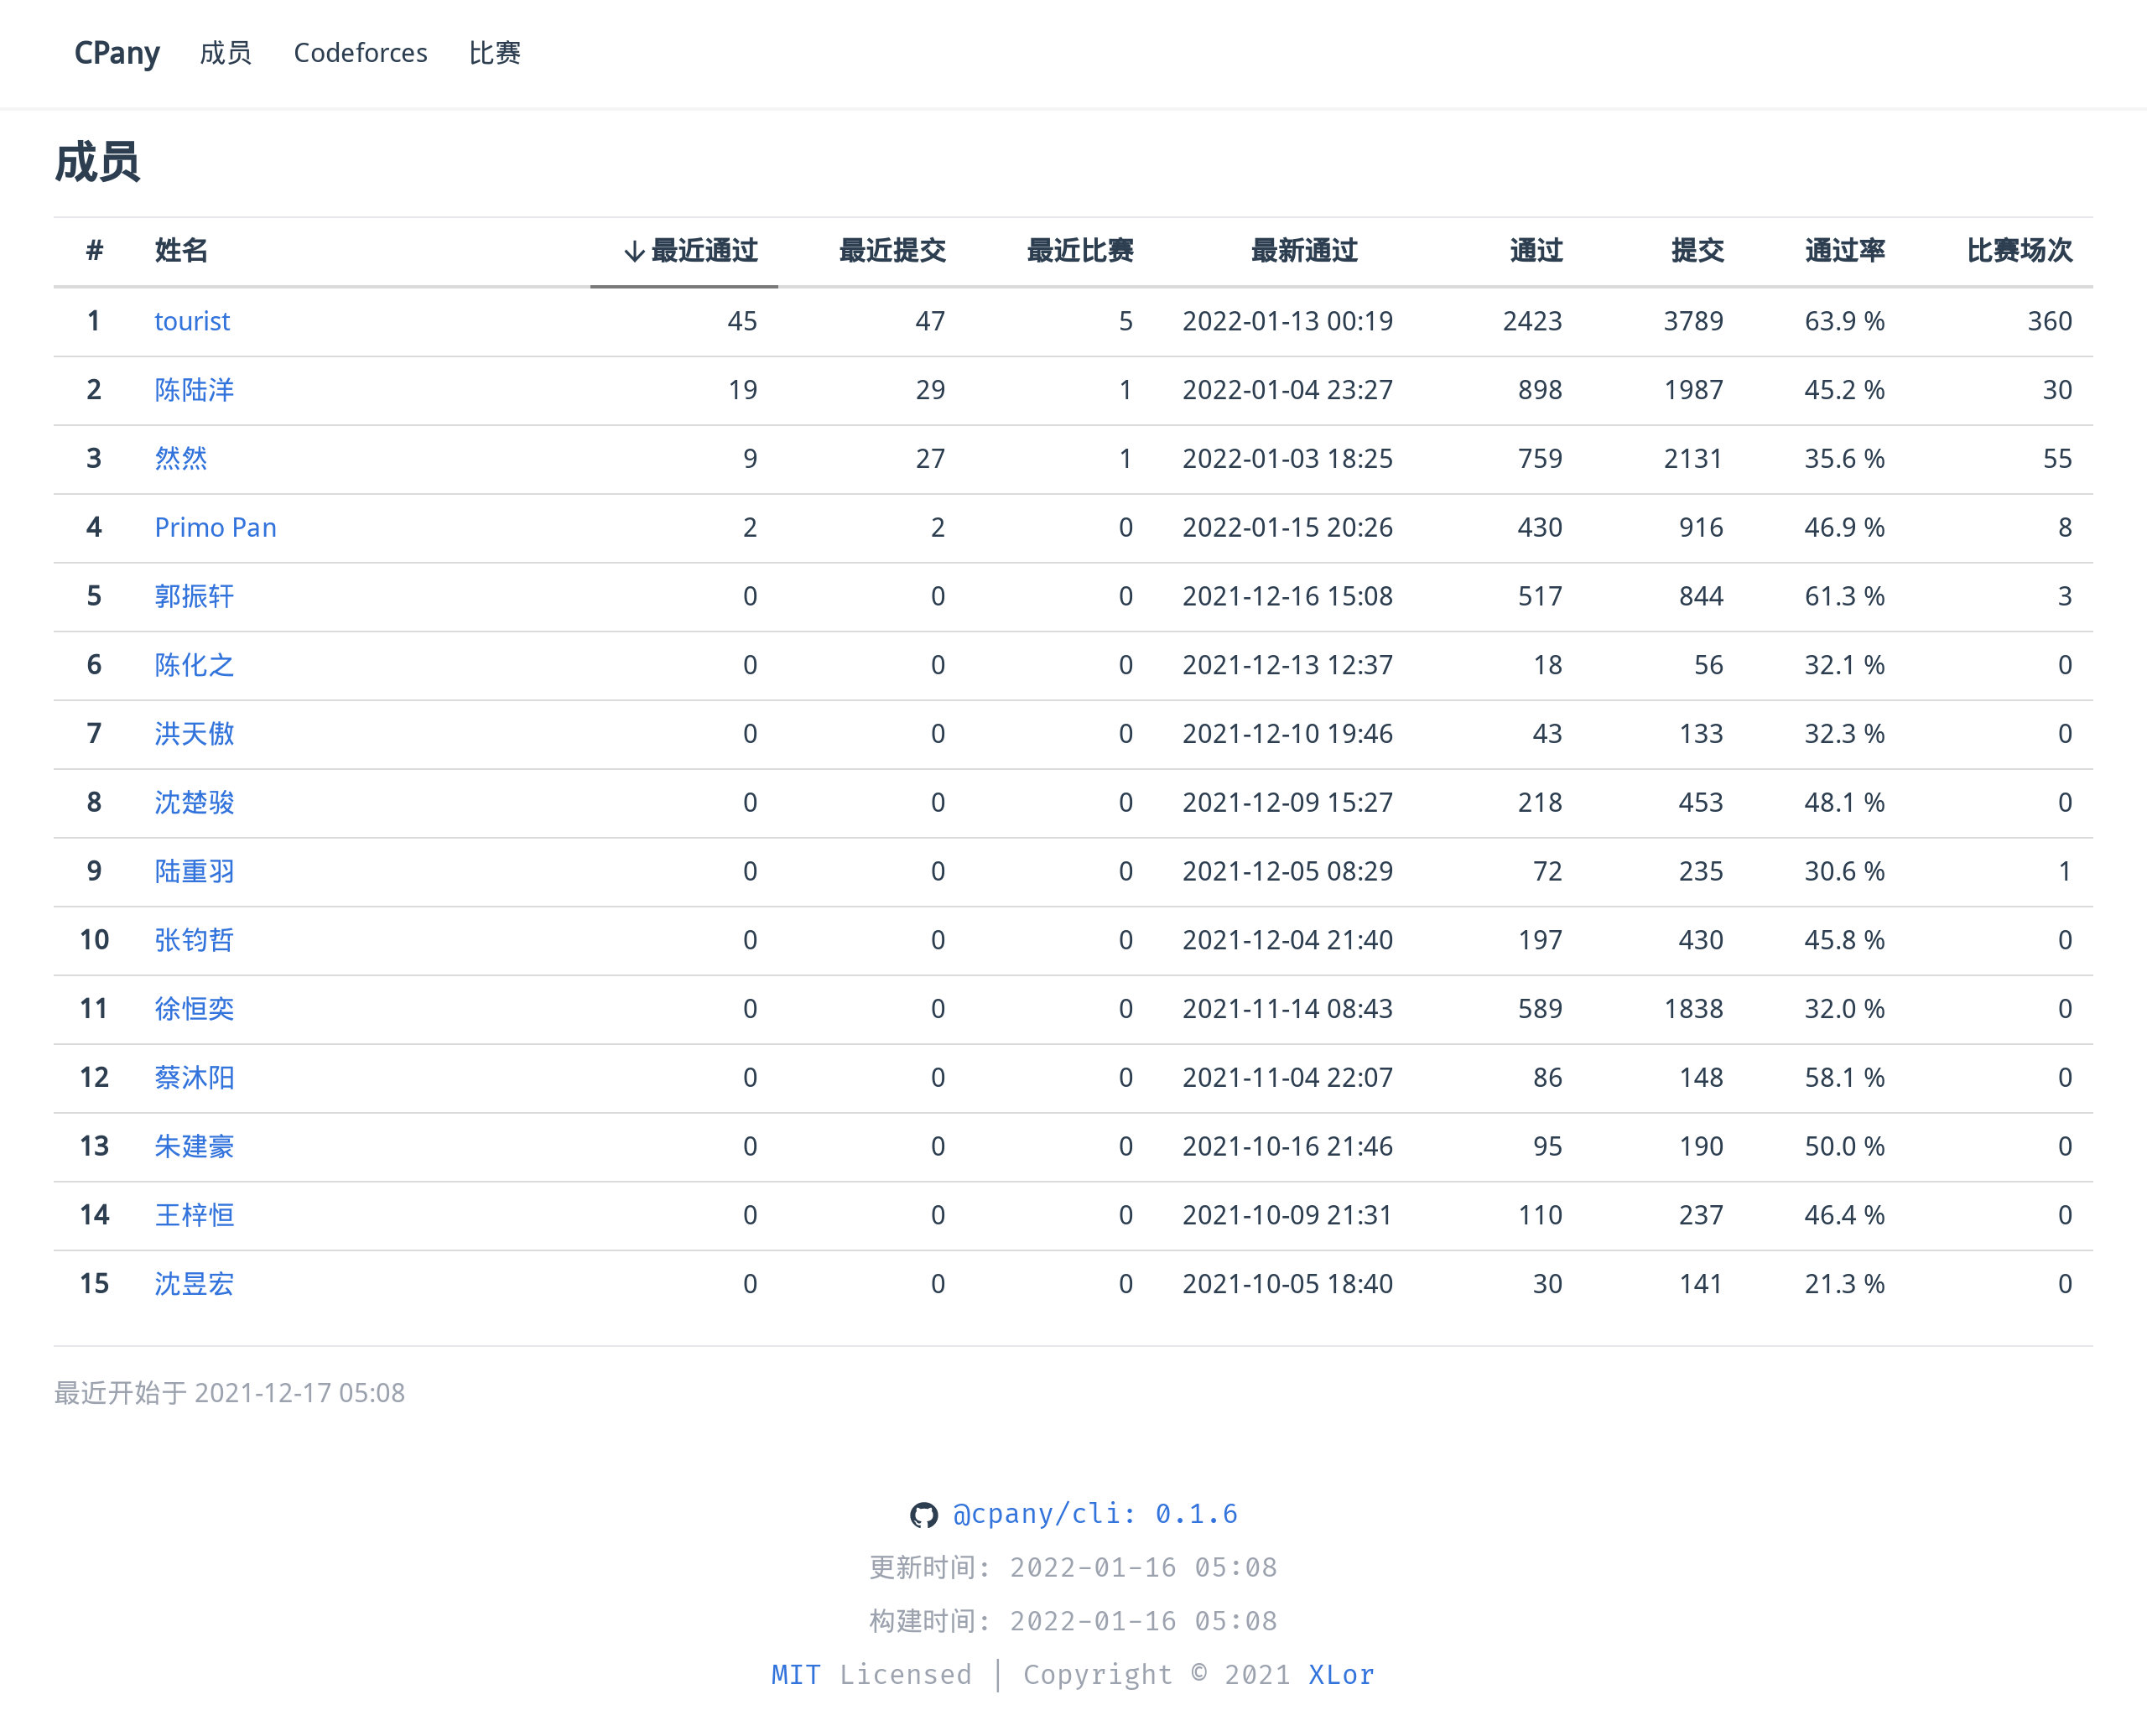 CPany 成员 Codeforces 比赛
成员
# 姓名 ↓最近通过 最近提交 最近比赛 最新通过 通过 提交 通过率 比赛场次
1 tourist 45 47 5 2022-01-13 00:19 2423 3789 63.9 % 360
2 陈陆洋 19 29 1 2022-01-04 23:27 898 1987 45.2 % 30
3 然然 9 27 1 2022-01-03 18:25 759 2131 35.6 % 55
4 Primo Pan 2 2 0 2022-01-15 20:26 430 916 46.9 % 8
5 郭振轩 0 0 0 2021-12-16 15:08 517 844 61.3 % 3
6 陈化之 0 0 0 2021-12-13 12:37 18 56 32.1 % 0
7 洪天傲 0 0 0 2021-12-10 19:46 43 133 32.3 % 0
8 沈楚骏 0 0 0 2021-12-09 15:27 218 453 48.1 % 0
9 陆重羽 0 0 0 2021-12-05 08:29 72 235 30.6 % 1
10 张钧哲 0 0 0 2021-12-04 21:40 197 430 45.8 % 0
11 徐恒奕 0 0 0 2021-11-14 08:43 589 1838 32.0 % 0
12 蔡沐阳 0 0 0 2021-11-04 22:07 86 148 58.1 % 0
13 朱建豪 0 0 0 2021-10-16 21:46 95 190 50.0 % 0
14 王梓恒 0 0 0 2021-10-09 21:31 110 237 46.4 % 0
15 沈昱宏 0 0 0 2021-10-05 18:40 30 141 21.3 % 0
最近开始于 2021-12-17 05:08
@cpany/cli: 0.1.6
更新时间: 2022-01-16 05:08
构建时间: 2022-01-16 05:08
MIT Licensed | Copyright © 2021 XLor